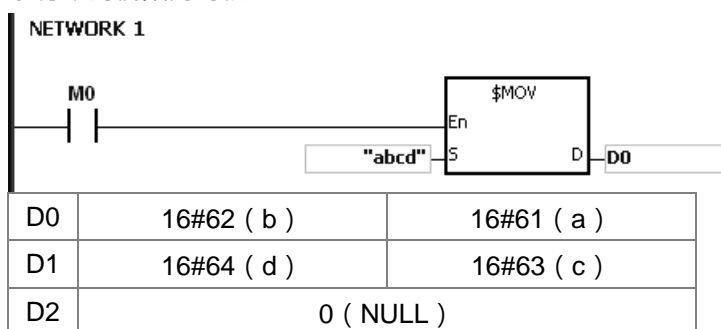 NETWORK 1
M0
$MOV
En
"abcd" S D D0
D0 16#62（b） 16#61（a）
D1 16#64（d） 16#63（c）
D2 0（NULL）